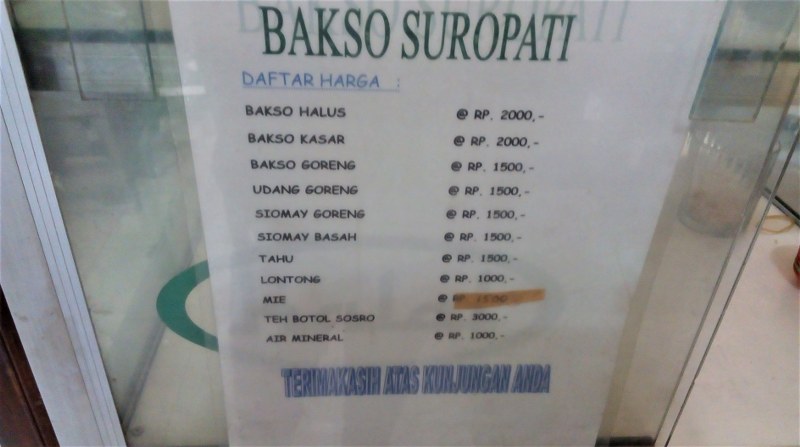 BAKSO SUROPATI
DAFTAR HARGA :
BAKSO HALUS @ RP. 2000,-
BAKSO KASAR @ RP. 2000,-
BAKSO GORENG @ RP. 1500,-
UDANG GORENG @ RP. 1500,-
SIOMAY GORENG @ RP. 1500,-
SIOMAY BASAH @ RP. 1500,-
TAHU @ RP. 1500,-
LONTONG @ RP. 1000,-
MIE @ RP.
TEH BOTOL SOSRO @ RP. 3000,-
AIR MINERAL @ RP. 1000,-
TERIMAKASIH ATAS KUNJUNGAN ANDA